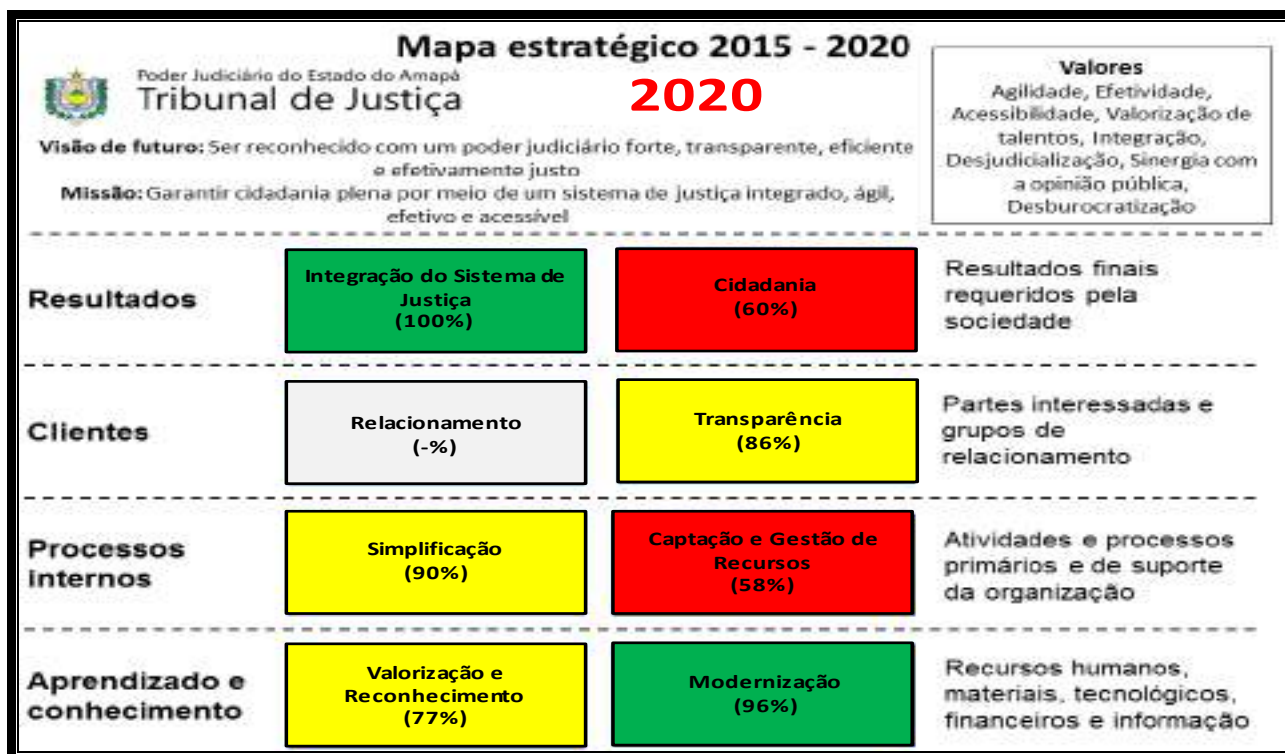 Mapa estratégico 2015 - 2020
Poder Judiciário do Estado do Amapá
Tribunal de Justiça
2020
Visão de futuro: Ser reconhecido com um poder judiciário forte, transparente, eficiente
e efetivamente justo
Missão: Garantir cidadania plena por meio de um sistema de justiça integrado, ágil,
efetivo e acessível
Valores
Agilidade, Efetividade,
Acessibilidade, Valorização de
talentos, Integração,
Desjudicialização, Sinergia com
a opinião pública,
Desburocratização
Resultados
Integração do Sistema de
Justiça
(100%)
Cidadania
(60%)
Resultados finais
requeridos pela
sociedade
Clientes
Relacionamento
(-%)
Transparência
(86%)
Partes interessadas e
grupos de
relacionamento
Processos
internos
Simplificação
(90%)
Captação e Gestão de
Recursos
(58%)
Atividades e processos
primários e de suporte
da organização
Aprendizado e
conhecimento
Valorização e
Reconhecimento
(77%)
Modernização
(96%)
Recursos humanos,
materiais, tecnológicos,
financeiros e informação